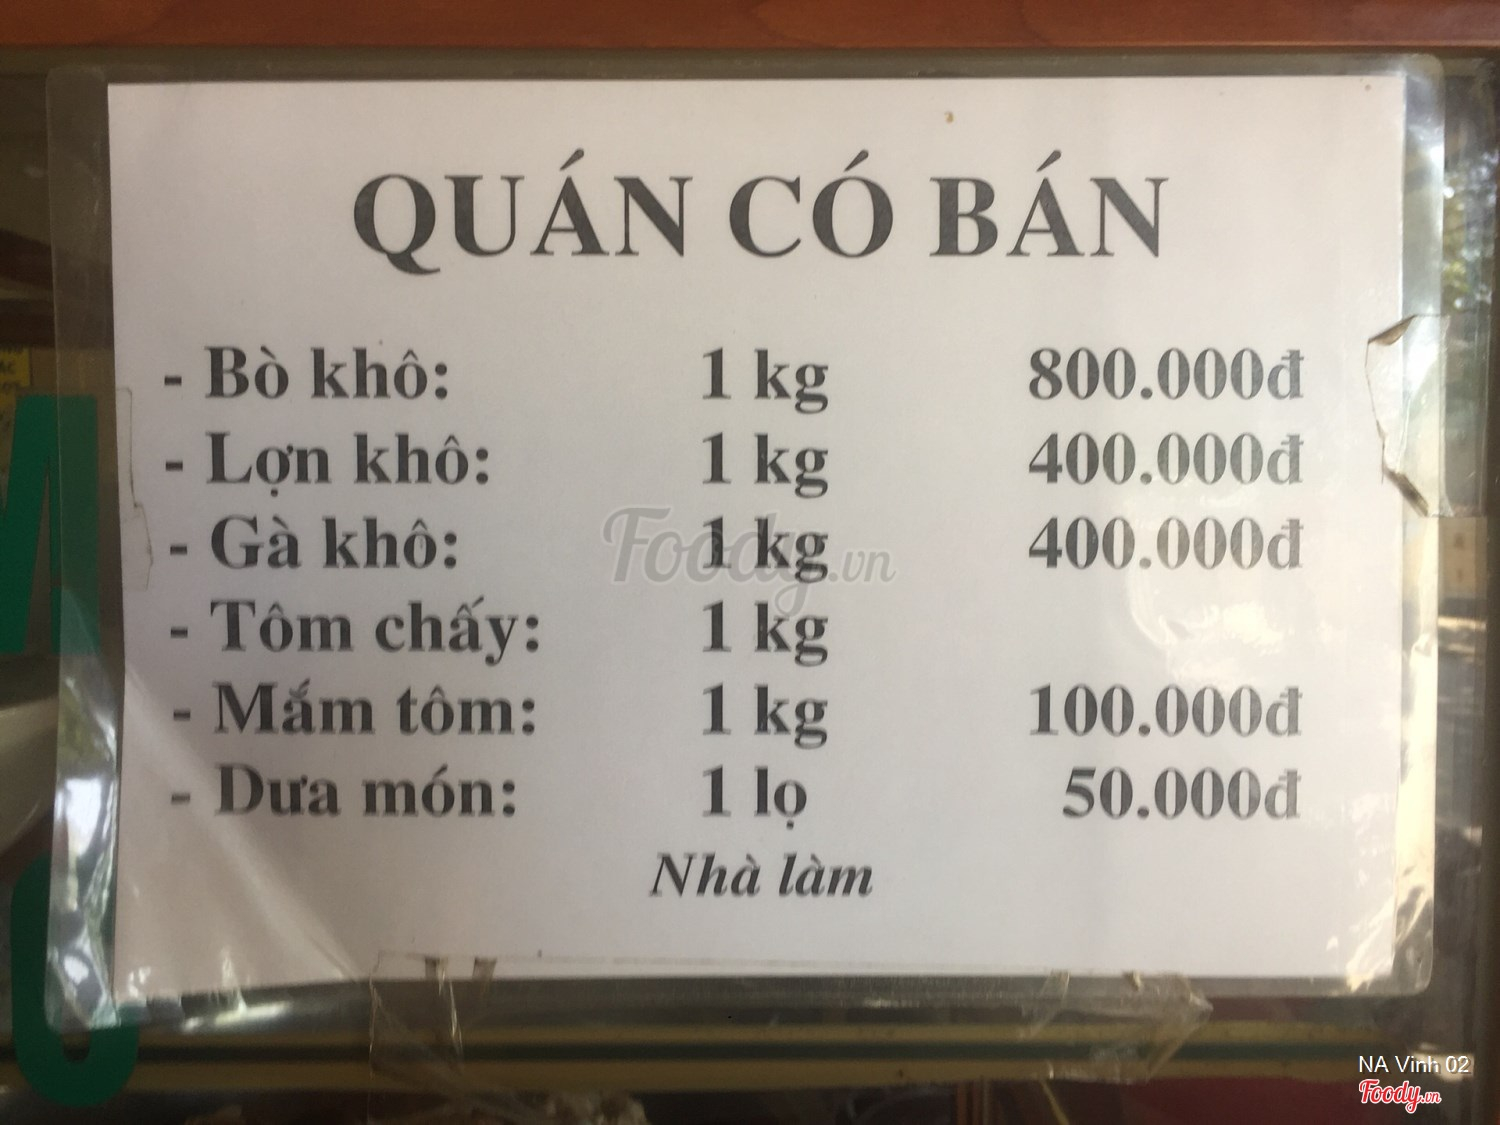 QUÁN CÓ BÁN
- Bò khô: 1 kg 800.000đ
- Lợn khô: 1 kg 400.000đ
- Gà khô: 1 kg 400.000đ
- Tôm chấy: 1 kg
- Mắm tôm: 1 kg 100.000đ
- Dưa món: 1 lọ 50.000đ
Nhà làm
Foody.vn
NA Vinh 02
Foody.vn